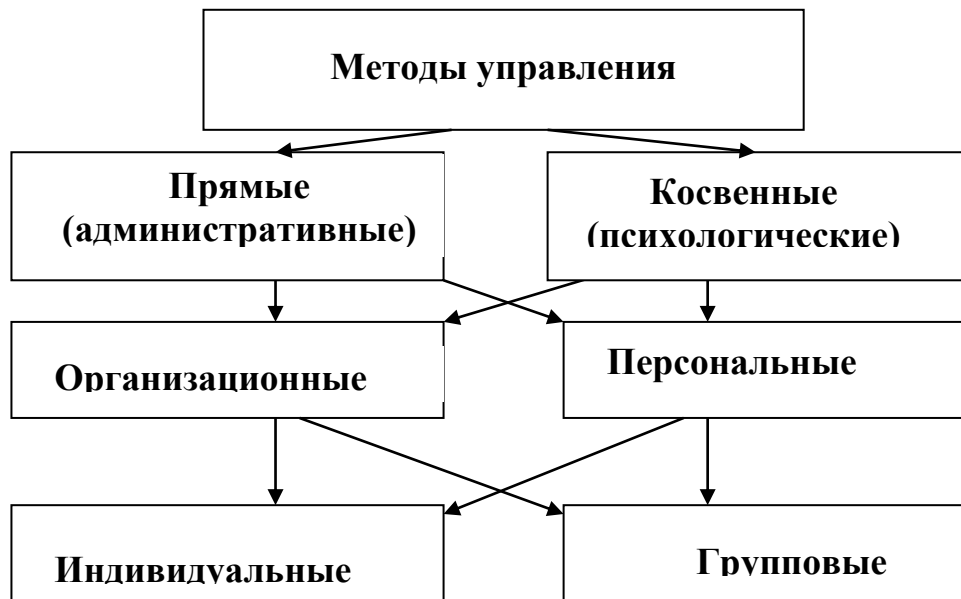 Методы управления
Прямые
(административные)
Косвенные
(психологические)
Организационные
Персональные
Индивидуальные
Групповые